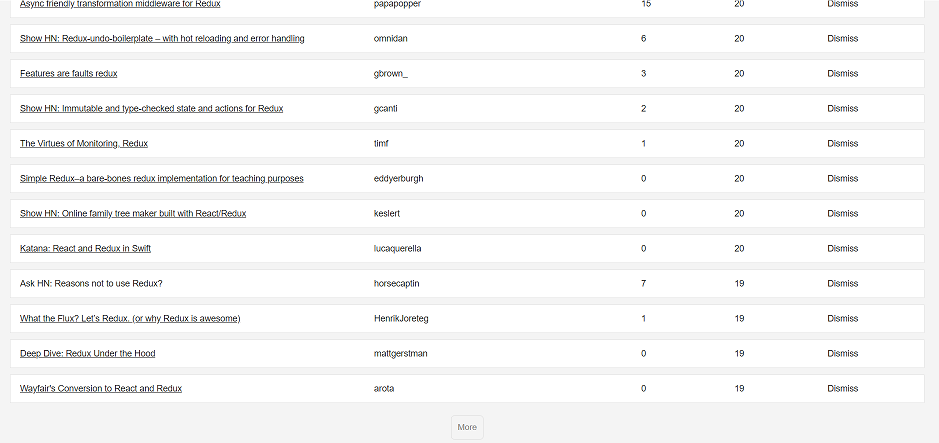 Async friendly transformation middleware for Redux papapopper 15 20 Dismiss
Show HN: Redux-undo-boilerplate – with hot reloading and error handling omnidan 6 20 Dismiss
Features are faults redux gbrown_ 3 20 Dismiss
Show HN: Immutable and type-checked state and actions for Redux gcanti 2 20 Dismiss
The Virtues of Monitoring, Redux timf 1 20 Dismiss
Simple Redux–a bare-bones redux implementation for teaching purposes eddyerburgh 0 20 Dismiss
Show HN: Online family tree maker built with React/Redux keslert 0 20 Dismiss
Katana: React and Redux in Swift lucaquerella 0 20 Dismiss
Ask HN: Reasons not to use Redux? horsecaptin 7 19 Dismiss
What the Flux? Let's Redux. (or why Redux is awesome) HenrikJoreteg 1 19 Dismiss
Deep Dive: Redux Under the Hood mattgerstman 0 19 Dismiss
Wayfair's Conversion to React and Redux arota 0 19 Dismiss
More